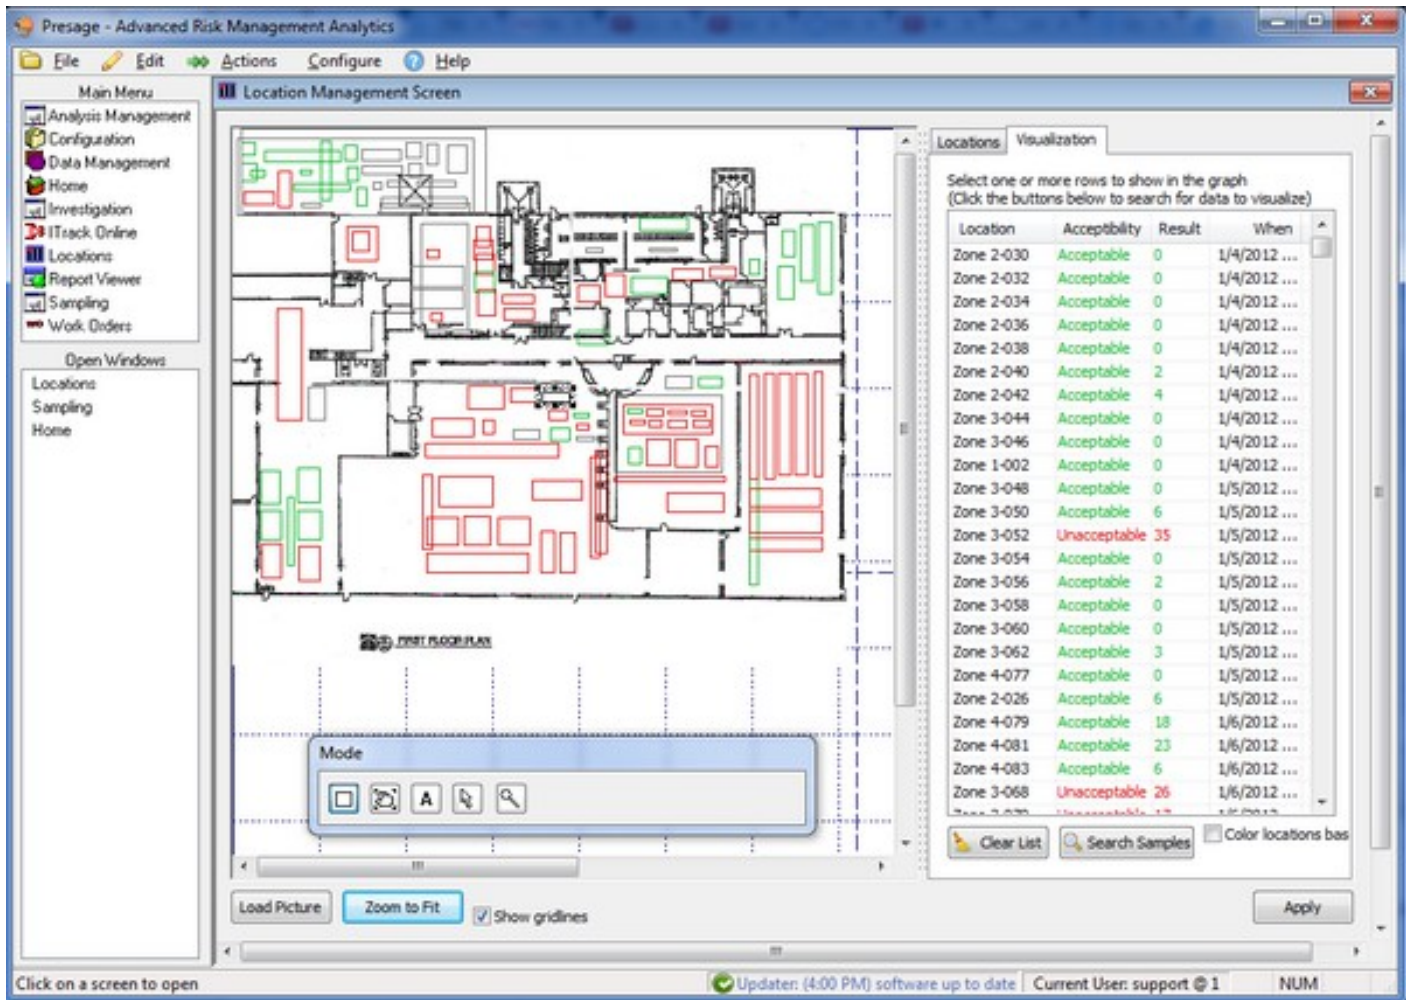 Presage - Advanced Risk Management Analytics
File Edit Actions Configure Help
Main Menu
Analysis Management
Configuration
Data Management
Home
Investigation
ITrack Online
Locations
Report Viewer
Sampling
Work Orders
Open Windows
Locations
Sampling
Home
Location Management Screen
FIRST FLOOR PLAN
Mode
A
Load Picture
Zoom to Fit
Show gridlines
Locations Visualization
Select one or more rows to show in the graph
(Click the buttons below to search for data to visualize)
Location Acceptibility Result When
Zone 2-030 Acceptable 0 1/4/2012 ...
Zone 2-032 Acceptable 0 1/4/2012 ...
Zone 2-034 Acceptable 0 1/4/2012 ...
Zone 2-036 Acceptable 0 1/4/2012 ...
Zone 2-038 Acceptable 0 1/4/2012 ...
Zone 2-040 Acceptable 2 1/4/2012 ...
Zone 2-042 Acceptable 4 1/4/2012 ...
Zone 3-044 Acceptable 0 1/4/2012 ...
Zone 3-046 Acceptable 0 1/4/2012 ...
Zone 1-002 Acceptable 0 1/4/2012 ...
Zone 3-048 Acceptable 0 1/5/2012 ...
Zone 3-050 Acceptable 6 1/5/2012 ...
Zone 3-052 Unacceptable 35 1/5/2012 ...
Zone 3-054 Acceptable 0 1/5/2012 ...
Zone 3-056 Acceptable 2 1/5/2012 ...
Zone 3-058 Acceptable 0 1/5/2012 ...
Zone 3-060 Acceptable 0 1/5/2012 ...
Zone 3-062 Acceptable 3 1/5/2012 ...
Zone 4-077 Acceptable 0 1/5/2012 ...
Zone 2-026 Acceptable 6 1/5/2012 ...
Zone 4-079 Acceptable 18 1/6/2012 ...
Zone 4-081 Acceptable 23 1/6/2012 ...
Zone 4-083 Acceptable 6 1/6/2012 ...
Zone 3-068 Unacceptable 26 1/6/2012 ...
Clear List
Search Samples
Color locations bas
Apply
Click on a screen to open
Updater: (4:00 PM) software up to date
Current User: support @ 1
NUM